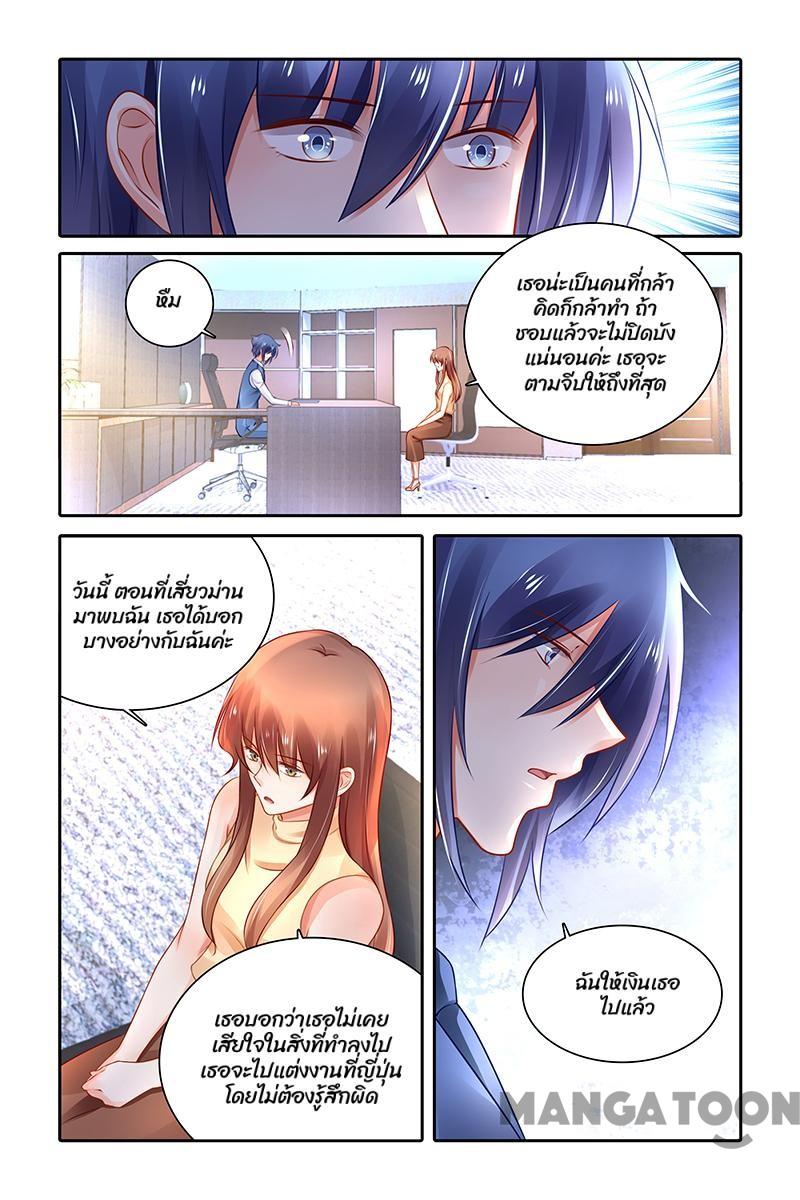 หืม
เธอน่ะเป็นคนที่กล้า
คิดก็กล้าทำ ถ้า
ชอบแล้วจะไม่ปิดบัง
แน่นอนค่ะ เธอจะ
ตามจีบให้ถึงที่สุด
วันนี้ ตอนที่เสี่ยวม่าน
มาพบฉัน เธอได้บอก
บางอย่างกับฉันค่ะ
เธอบอกว่าเธอไม่เคย
เสียใจในสิ่งที่ทำลงไป
เธอจะไปแต่งงานที่ญี่ปุ่น
โดยไม่ต้องรู้สึกผิด
ฉันให้เงินเธอ
ไปแล้ว
MANGATOON